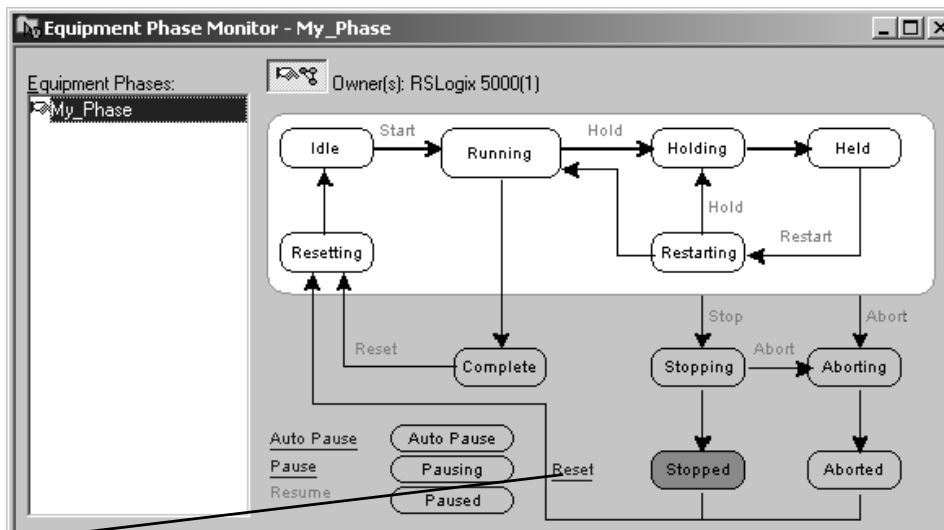 Equipment Phase Monitor - My_Phase
Equipment Phases:
My_Phase
Owner(s): RSLogix 5000(1)
Idle
Start
Running
Hold
Holding
Held
Hold
Resetting
Restarting
Restart
Stop
Abort
Reset
Complete
Stopping
Abort
Aborting
Auto Pause
Auto Pause
Pause
Pausing
Reset
Stopped
Aborted
Resume
Paused